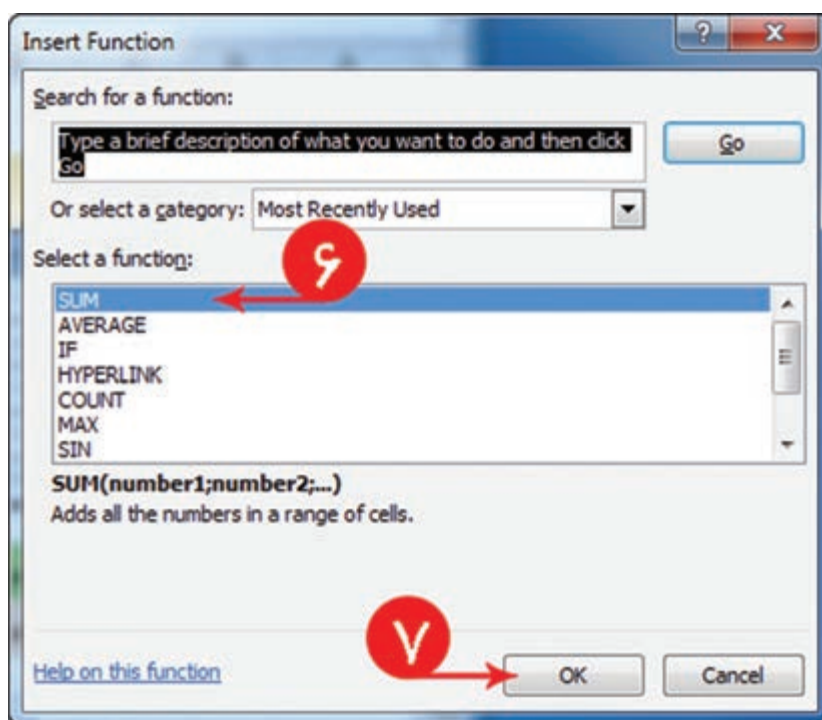 Insert Function
Search for a function:
Type a brief description of what you want to do and then click
Go
Go
Or select a category: Most Recently Used
Select a function:
۶
SUM
AVERAGE
IF
HYPERLINK
COUNT
MAX
SIN
SUM(number1;number2;...)
Adds all the numbers in a range of cells.
۷
Help on this function
OK
Cancel